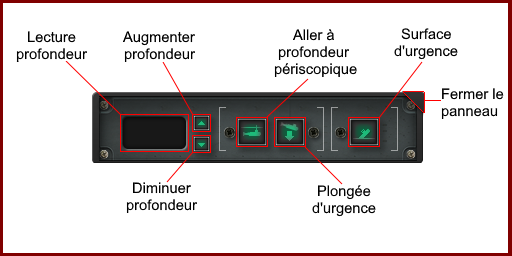 Lecture
profondeur
Augmenter
profondeur
Aller à
profondeur
périscopique
Surface
d'urgence
Fermer le
panneau
Diminuer
profondeur
Plongée
d'urgence